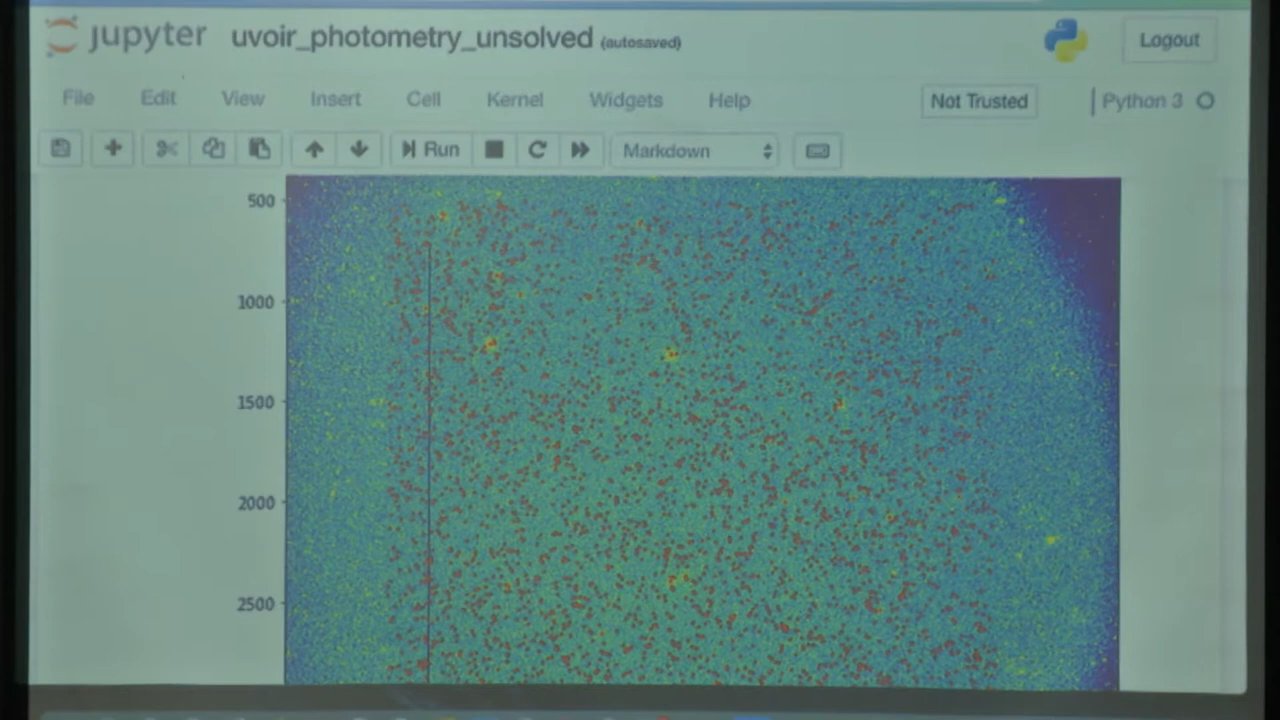 jupyter uvoir_photometry_unsolved (autosaved)
Logout
File Edit View Insert Cell Kernel Widgets Help
Not Trusted
Python 3
Run
Markdown
500
1000
1500
2000
2500